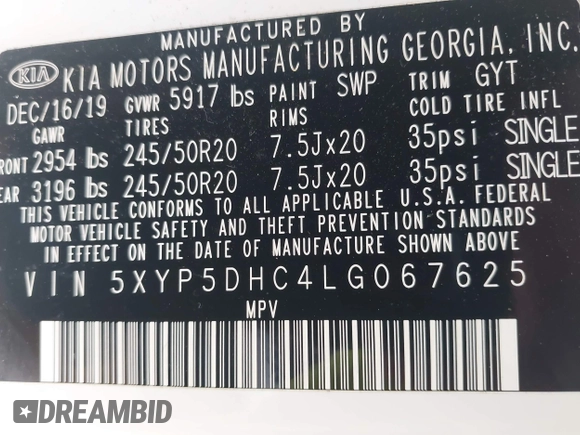 MANUFACTURED BY
KIA KIA MOTORS MANUFACTURING GEORGIA, INC.
DEC/16/19 GVWR 5917 lbs PAINT SWP TRIM GYT
GAWR TIRES RIMS COLD TIRE INFL
FRONT 2954 lbs 245/50R20 7.5Jx20 35psi SINGLE
EAR 3196 lbs 245/50R20 7.5Jx20 35psi SINGLE
THIS VEHICLE CONFORMS TO ALL APPLICABLE U.S.A. FEDERAL
MOTOR VEHICLE SAFETY AND THEFT PREVENTION STANDARDS
IN EFFECT ON THE DATE OF MANUFACTURE SHOWN ABOVE.
VIN 5XYP5DHC4LG067625
MPV
DREAMBID